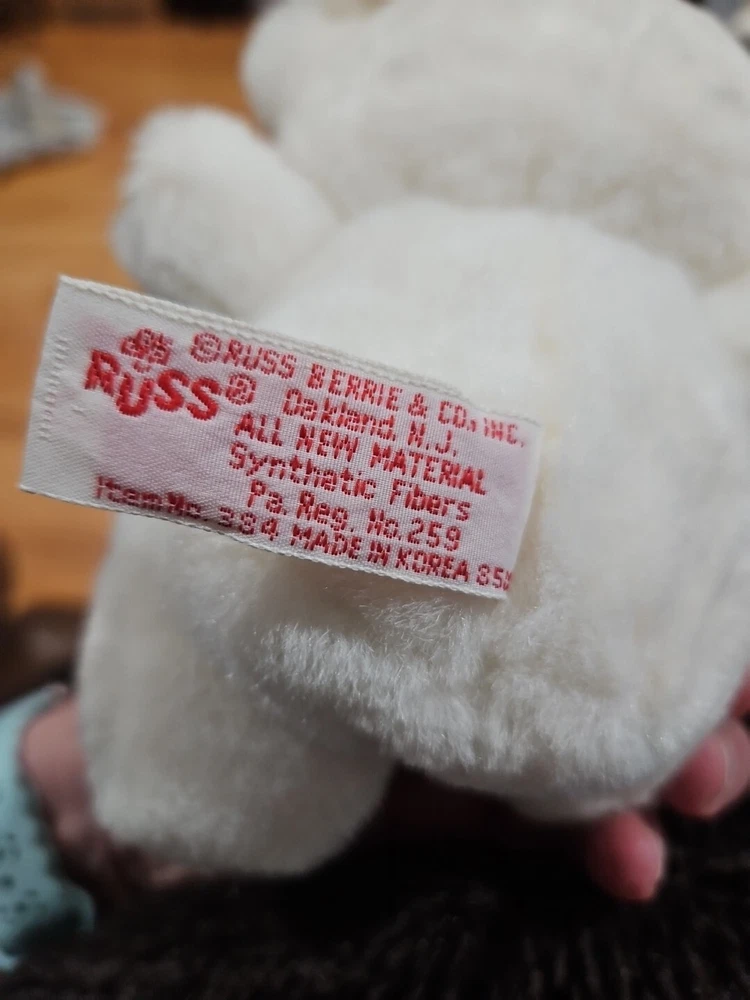 RUSS®
©RUSS BERRIE & CO., INC.
Oakland, N.J.
ALL NEW MATERIAL
Synthetic Fibers
Pa. Reg. No. 259
Item No. 384 MADE IN KOREA